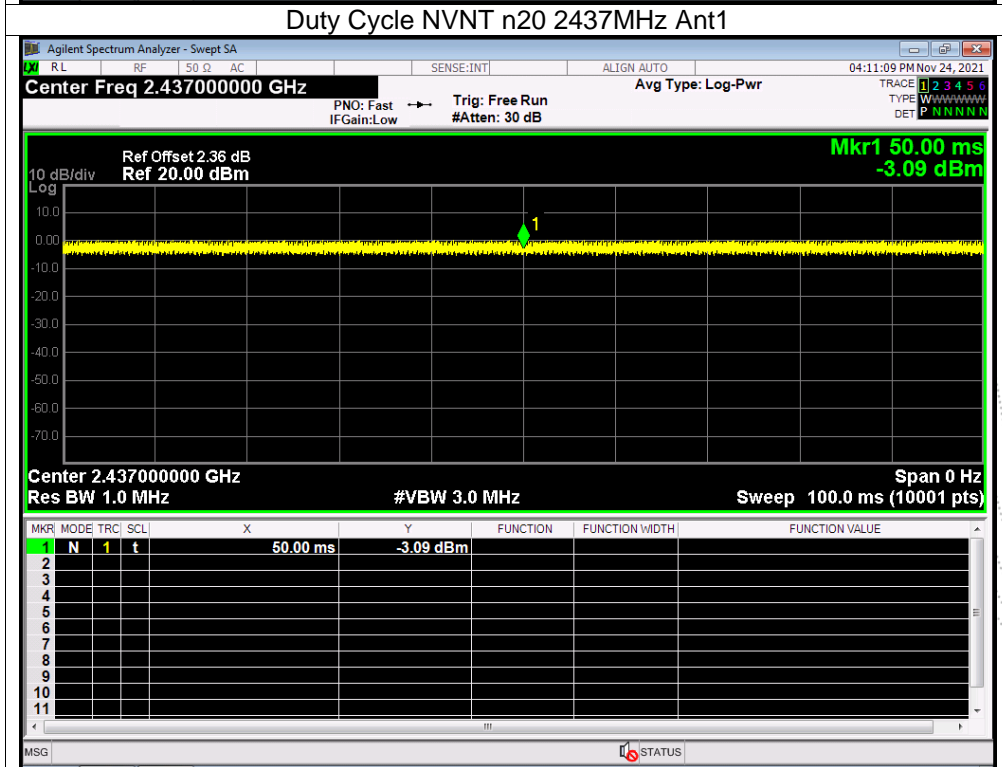 Duty Cycle NVNT n20 2437MHz Ant1
Agilent Spectrum Analyzer - Swept SA
LXI RL RF 50 Ω AC SENSE:INT ALIGN AUTO 04:11:09 PM Nov 24, 2021
Center Freq 2.437000000 GHz Avg Type: Log-Pwr TRACE 1 2 3 4 5 6
PNO: Fast Trig: Free Run TYPE WWWWWW
IFGain:Low #Atten: 30 dB DET P N N N N N
Mkr1 50.00 ms
Ref Offset 2.36 dB
10 dB/div Ref 20.00 dBm -3.09 dBm
Log
10.0
1
0.00
-10.0
-20.0
-30.0
-40.0
-50.0
-60.0
-70.0
Center 2.437000000 GHz Span 0 Hz
Res BW 1.0 MHz #VBW 3.0 MHz Sweep 100.0 ms (10001 pts)
MKR MODE TRC SCL X Y FUNCTION FUNCTION WIDTH FUNCTION VALUE
1 N 1 t 50.00 ms -3.09 dBm
2
3
4
5
6
7
8
9
10
11
MSG STATUS